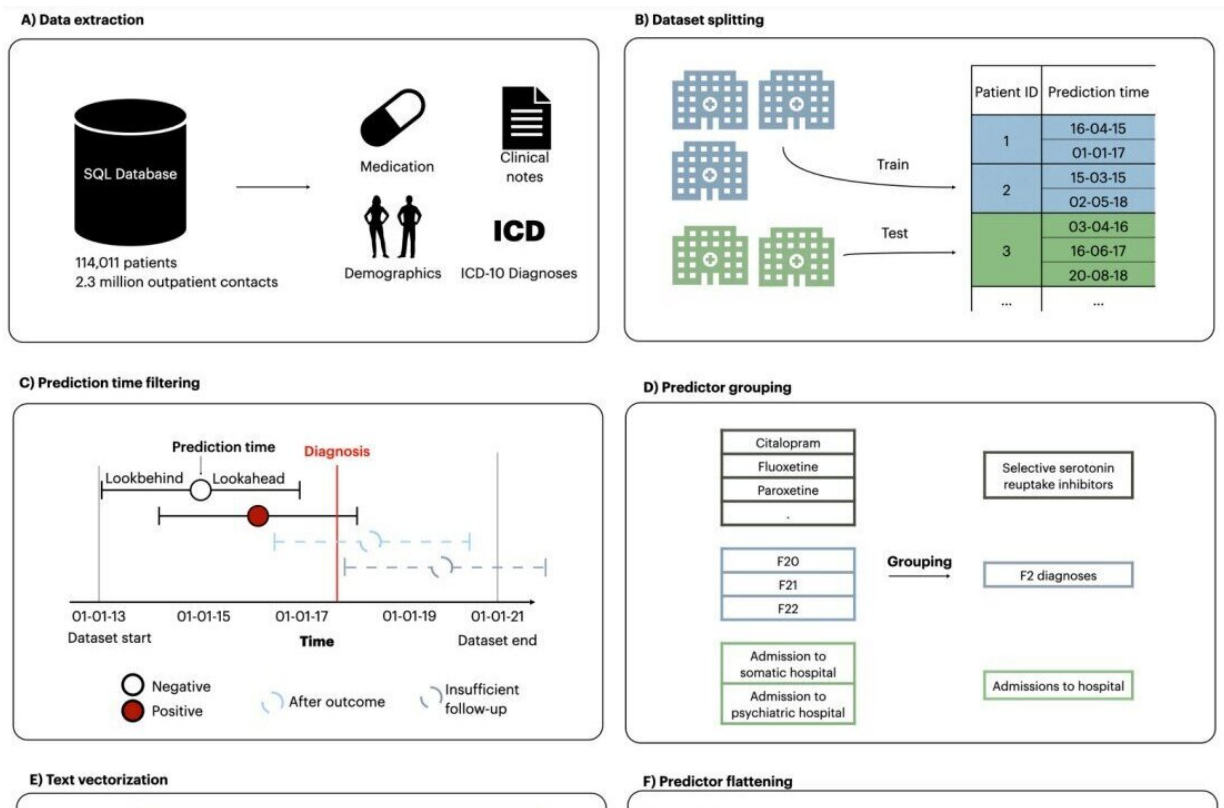 A) Data extraction
SQL Database
114,011 patients
2.3 million outpatient contacts
Medication
Clinical
notes
Demographics
ICD
ICD-10 Diagnoses
B) Dataset splitting
Train
Test
Patient ID Prediction time
1
16-04-15
01-01-17
2
15-03-15
02-05-18
3
03-04-16
16-06-17
20-08-18
... ...
C) Prediction time filtering
Prediction time
Diagnosis
Lookbehind Lookahead
01-01-13 01-01-15 01-01-17 01-01-19 01-01-21
Dataset start Time Dataset end
Negative
Positive
After outcome
Insufficient
follow-up
D) Predictor grouping
Citalopram
Fluoxetine
Paroxetine
.
F20
F21
F22
Admission to
somatic hospital
Admission to
psychiatric hospital
Grouping
Selective serotonin
reuptake inhibitors
F2 diagnoses
Admissions to hospital
E) Text vectorization
F) Predictor flattening